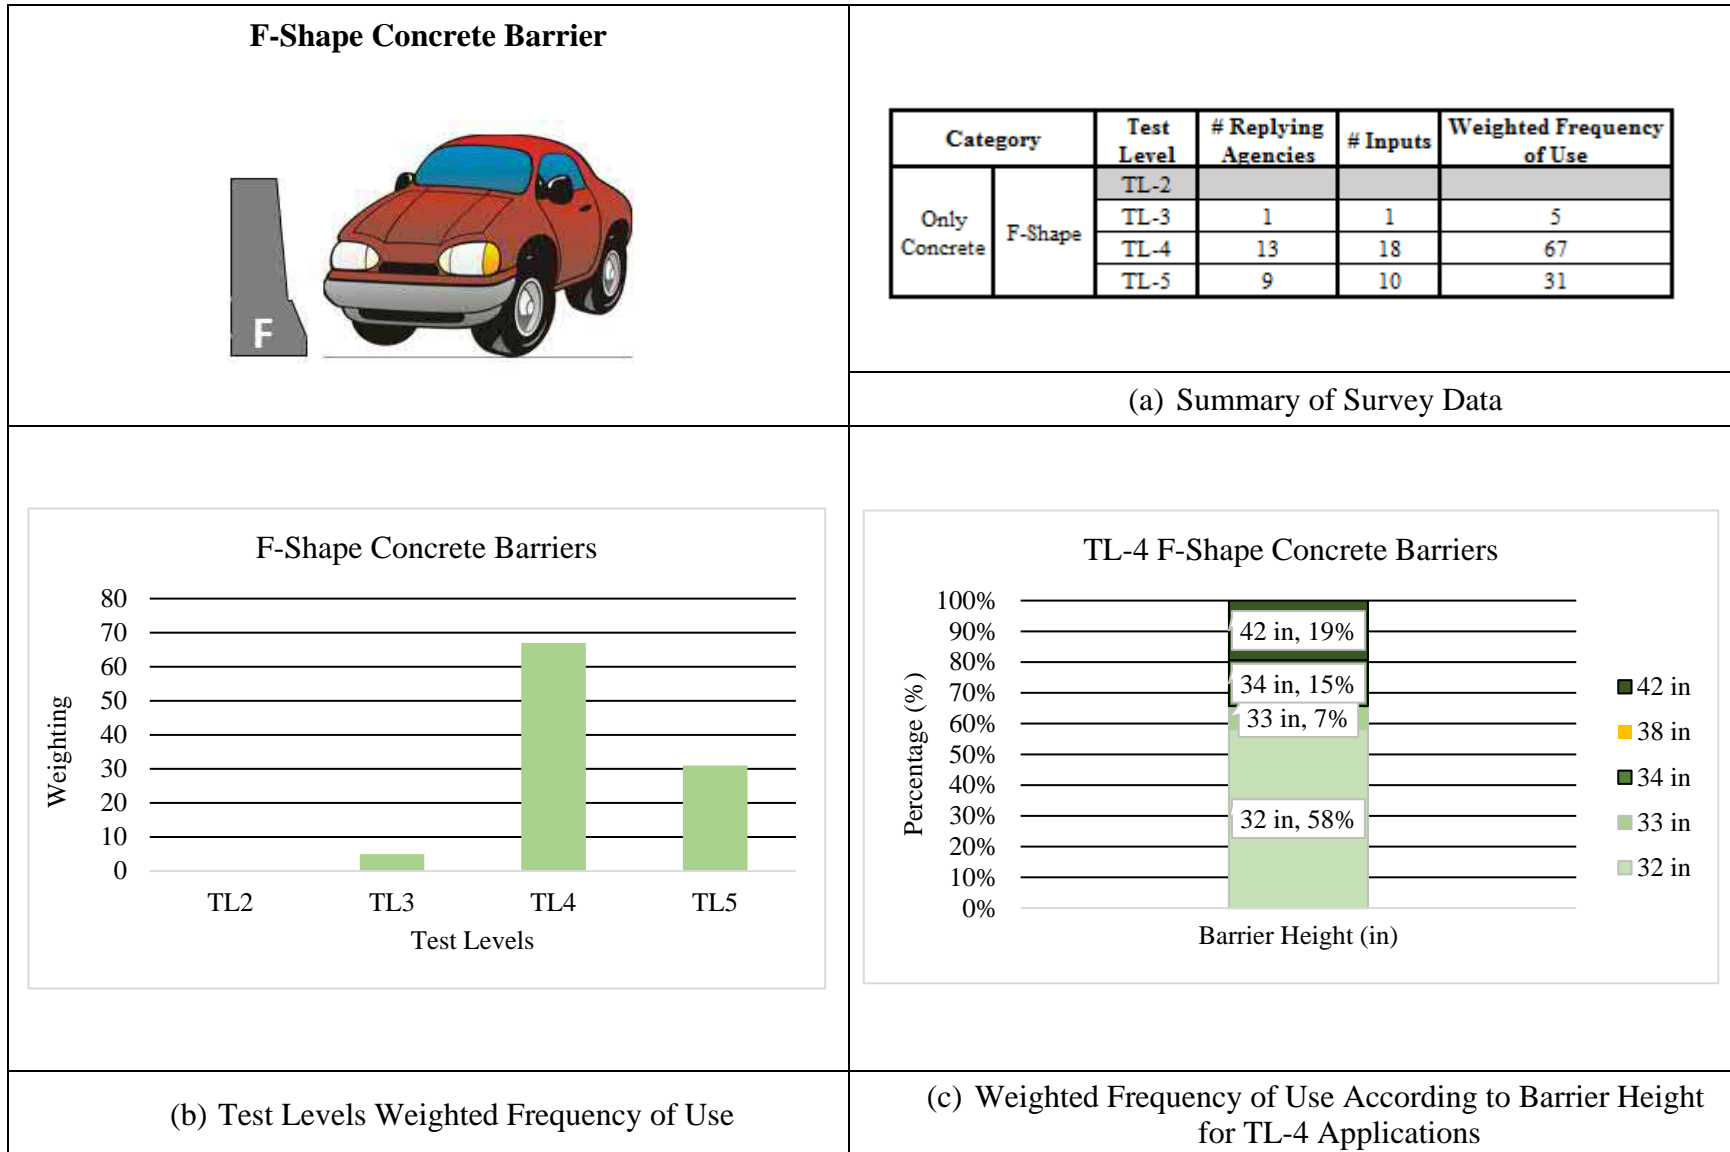 F-Shape Concrete Barrier
F
Category Test Level # Replying Agencies # Inputs Weighted Frequency of Use
Only Concrete F-Shape TL-2
TL-3 1 1 5
TL-4 13 18 67
TL-5 9 10 31
(a) Summary of Survey Data
F-Shape Concrete Barriers
80
70
60
50
40
30
20
10
0
Weighting
TL2 TL3 TL4 TL5
Test Levels
(b) Test Levels Weighted Frequency of Use
TL-4 F-Shape Concrete Barriers
100%
90%
80%
70%
60%
50%
40%
30%
20%
10%
0%
Percentage (%)
42 in, 19%
34 in, 15%
33 in, 7%
32 in, 58%
Barrier Height (in)
42 in
38 in
34 in
33 in
32 in
(c) Weighted Frequency of Use According to Barrier Height
for TL-4 Applications